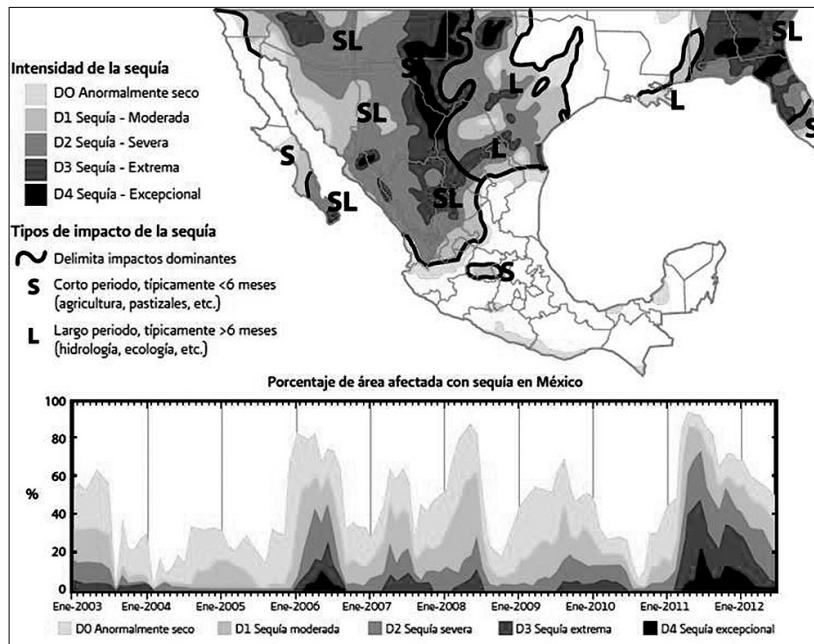 Intensidad de la sequía
D0 Anormalmente seco
D1 Sequía - Moderada
D2 Sequía - Severa
D3 Sequía - Extrema
D4 Sequía - Excepcional
Tipos de impacto de la sequía
Delimita impactos dominantes
S Corto periodo, típicamente <6 meses
(agricultura, pastizales, etc.)
L Largo periodo, típicamente >6 meses
(hidrología, ecología, etc.)
SL
S
SL
L
SL
L
SL
S
L
S
SL
SL
S
Porcentaje de área afectada con sequía en México
100
80
60
%
40
20
0
Ene-2003 Ene-2004 Ene-2005 Ene-2006 Ene-2007 Ene-2008 Ene-2009 Ene-2010 Ene-2011 Ene-2012
D0 Anormalmente seco D1 Sequía moderada D2 Sequía severa D3 Sequía extrema D4 Sequía excepcional